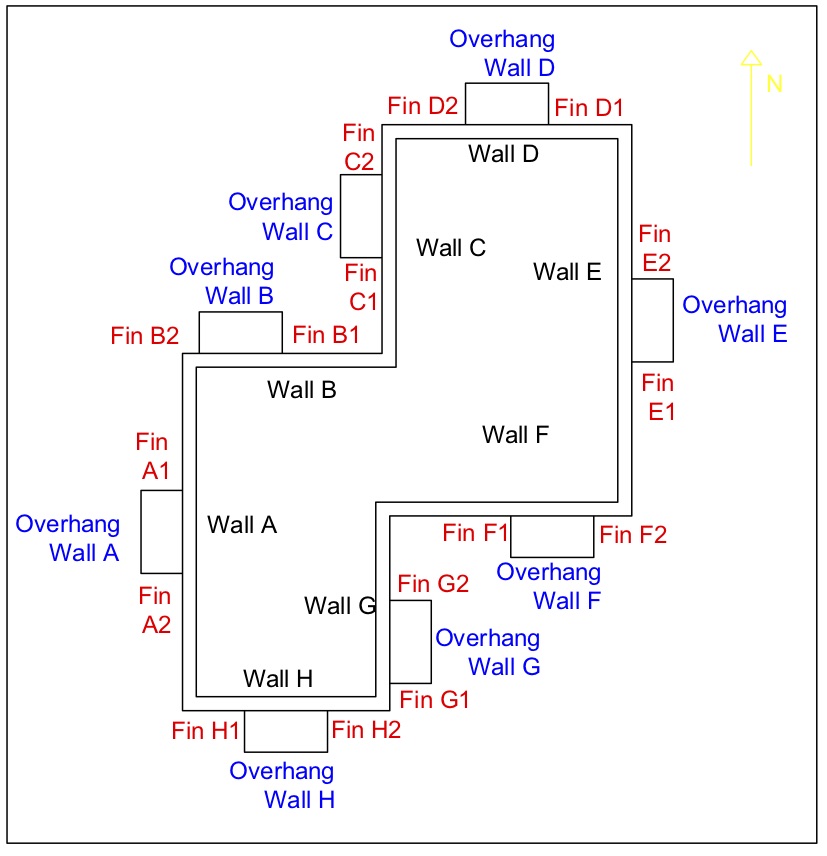 Overhang
Wall D
N
Fin D2
Fin D1
Fin
C2
Wall D
Overhang
Wall C
Wall C
Fin
E2
Wall E
Overhang
Wall B
Fin
C1
Overhang
Wall E
Fin B2
Fin B1
Wall B
Fin
E1
Fin
A1
Wall F
Overhang
Wall A
Wall A
Fin F1
Fin F2
Overhang
Wall F
Fin
A2
Fin G2
Wall G
Overhang
Wall G
Wall H
Fin G1
Fin H1
Fin H2
Overhang
Wall H